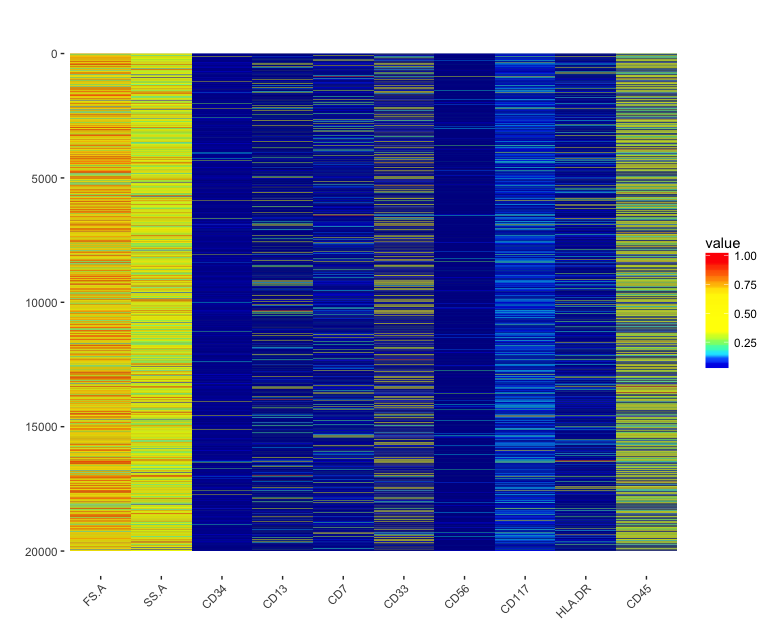 0
5000
10000
15000
20000
FS.A
SS.A
CD34
CD13
CD7
CD33
CD56
CD117
HLA.DR
CD45
value
1.00
0.75
0.50
0.25